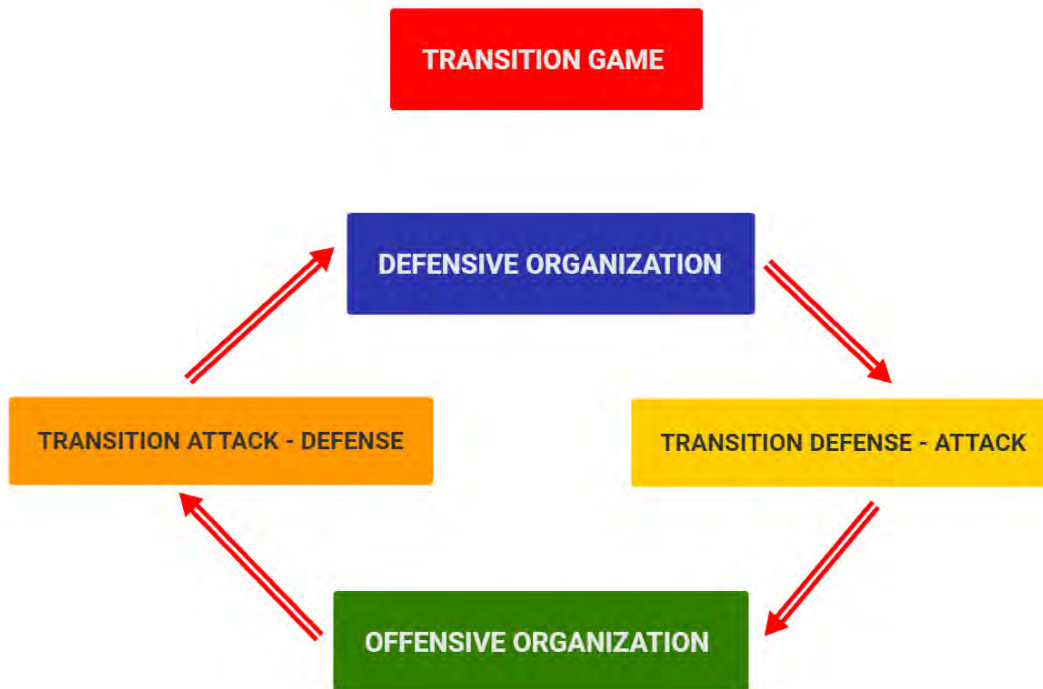 TRANSITION GAME
DEFENSIVE ORGANIZATION
TRANSITION ATTACK - DEFENSE
TRANSITION DEFENSE - ATTACK
OFFENSIVE ORGANIZATION